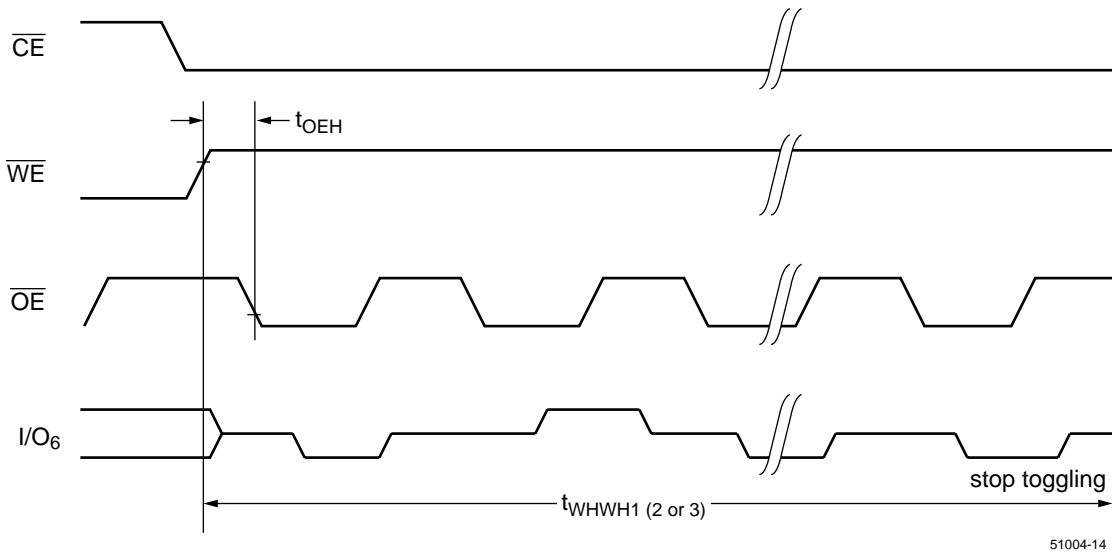 CE
tOEH
WE
OE
I/O6
stop toggling
tWHWH1 (2 or 3)
51004-14